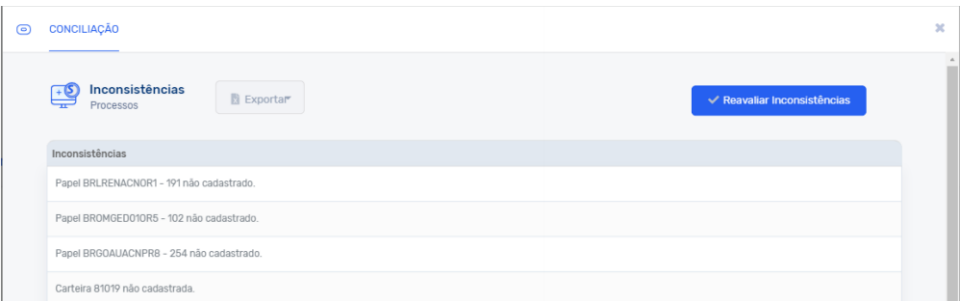 CONCILIAÇÃO
Inconsistências
Processos
Exportar
Reavaliar Inconsistências
Inconsistências
Papel BRLRENACNOR1 - 191 não cadastrado.
Papel BROMGED010R5 - 102 não cadastrado.
Papel BRGOAUACNPR8 - 254 não cadastrado.
Carteira 81019 não cadastrada.